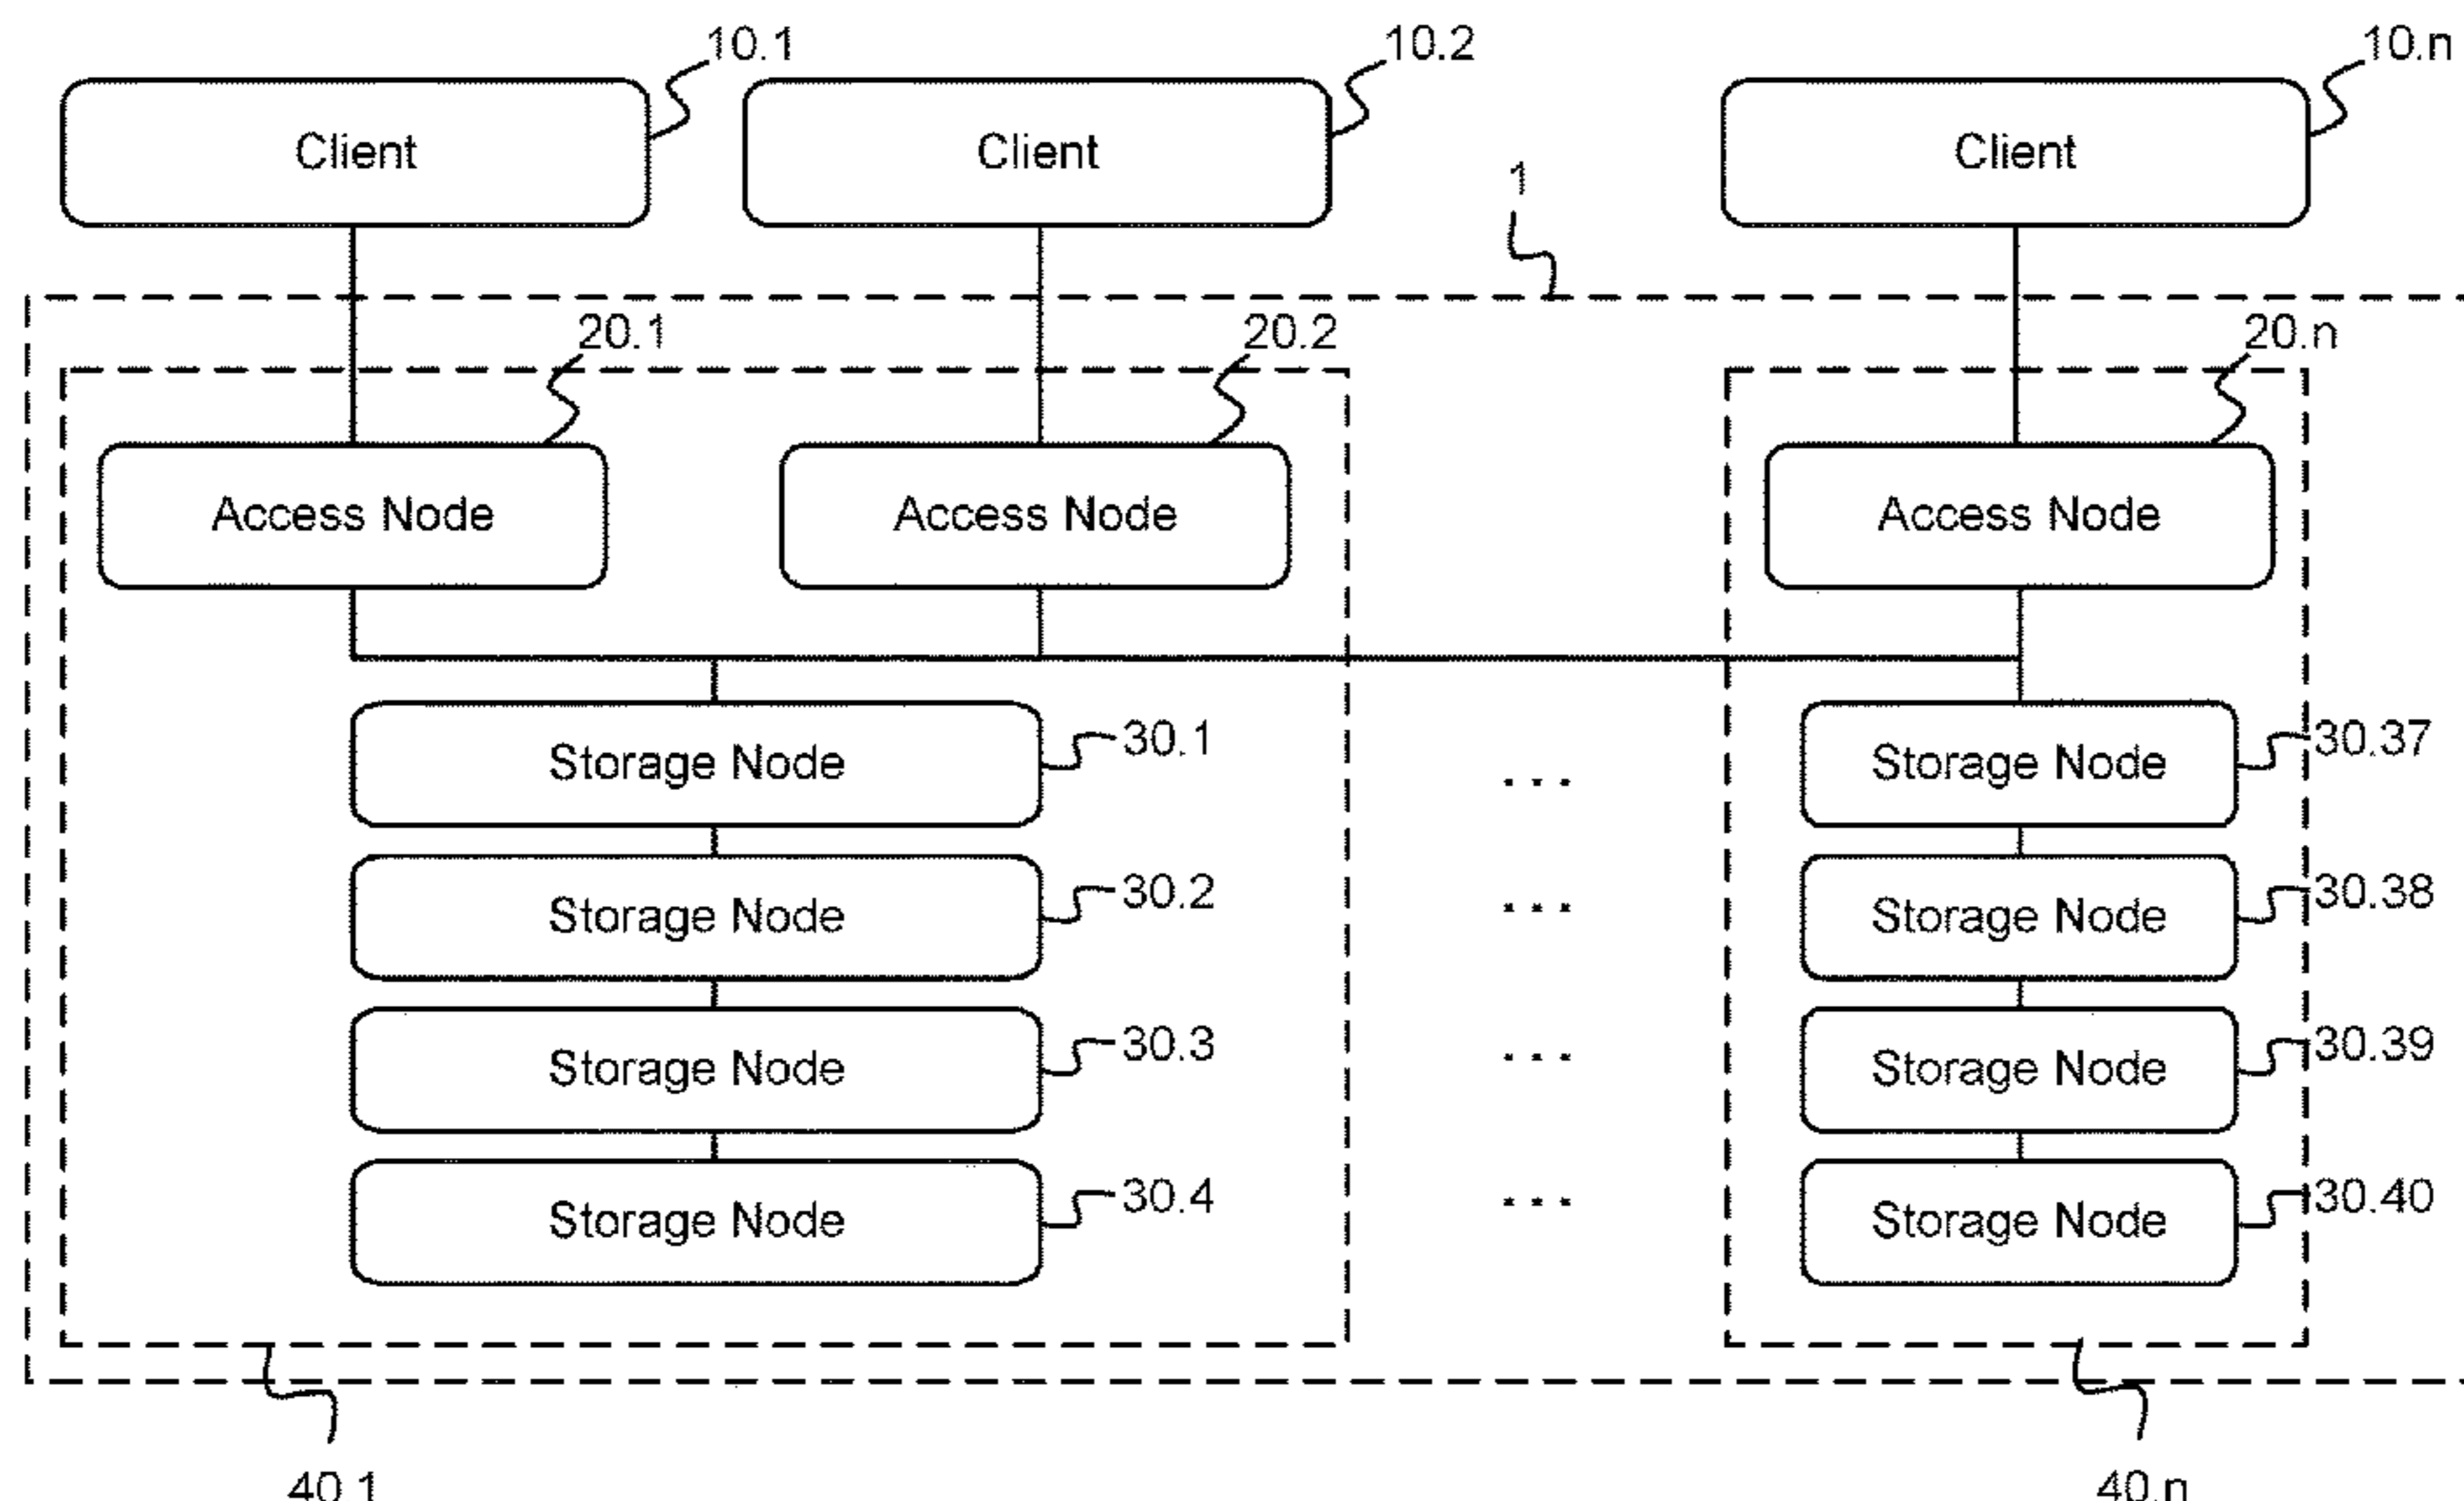 10.1
10.2
10.n
Client
Client
Client
1
20.1
20.2
20.n
Access Node
Access Node
Access Node
Storage Node
30.1
...
Storage Node
30.37
Storage Node
30.2
...
Storage Node
30.38
Storage Node
30.3
...
Storage Node
30.39
Storage Node
30.4
...
Storage Node
30.40
40.1
40.n